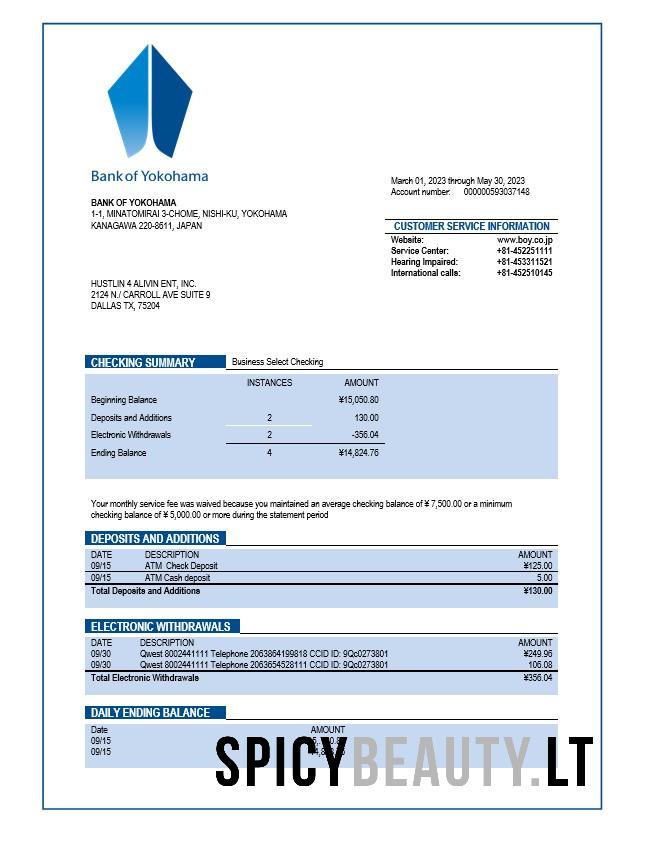 Bank of Yokohama
March 01, 2023 through May 30, 2023
Account number: 000000593037148
BANK OF YOKOHAMA
1-1, MINATOMIRAI 3-CHOME, NISHI-KU, YOKOHAMA
KANAGAWA 220-8611, JAPAN
CUSTOMER SERVICE INFORMATION
Website: www.boy.co.jp
Service Center: +81-452251111
Hearing Impaired: +81-453311521
International calls: +81-452510145
HUSTLIN 4 ALIVIN ENT, INC.
2124 N./ CARROLL AVE SUITE 9
DALLAS TX, 75204
CHECKING SUMMARY Business Select Checking
INSTANCES AMOUNT
Beginning Balance ¥15,050.80
Deposits and Additions 2 130.00
Electronic Withdrawals 2 -356.04
Ending Balance 4 ¥14,824.76
Your monthly service fee was waived because you maintained an average checking balance of ¥ 7,500.00 or a minimum
checking balance of ¥ 5,000.00 or more during the statement period
DEPOSITS AND ADDITIONS
DATE DESCRIPTION AMOUNT
09/15 ATM Check Deposit ¥125.00
09/15 ATM Cash deposit 5.00
Total Deposits and Additions ¥130.00
ELECTRONIC WITHDRAWALS
DATE DESCRIPTION AMOUNT
09/30 Qwest 8002441111 Telephone 2063864199818 CCID ID: 9Qc0273801 ¥249.96
09/30 Qwest 8002441111 Telephone 2063654528111 CCID ID: 9Qc0273801 106.08
Total Electronic Withdrawals ¥356.04
DAILY ENDING BALANCE
Date AMOUNT
09/15
09/15
SPICYBEAUTY.LT